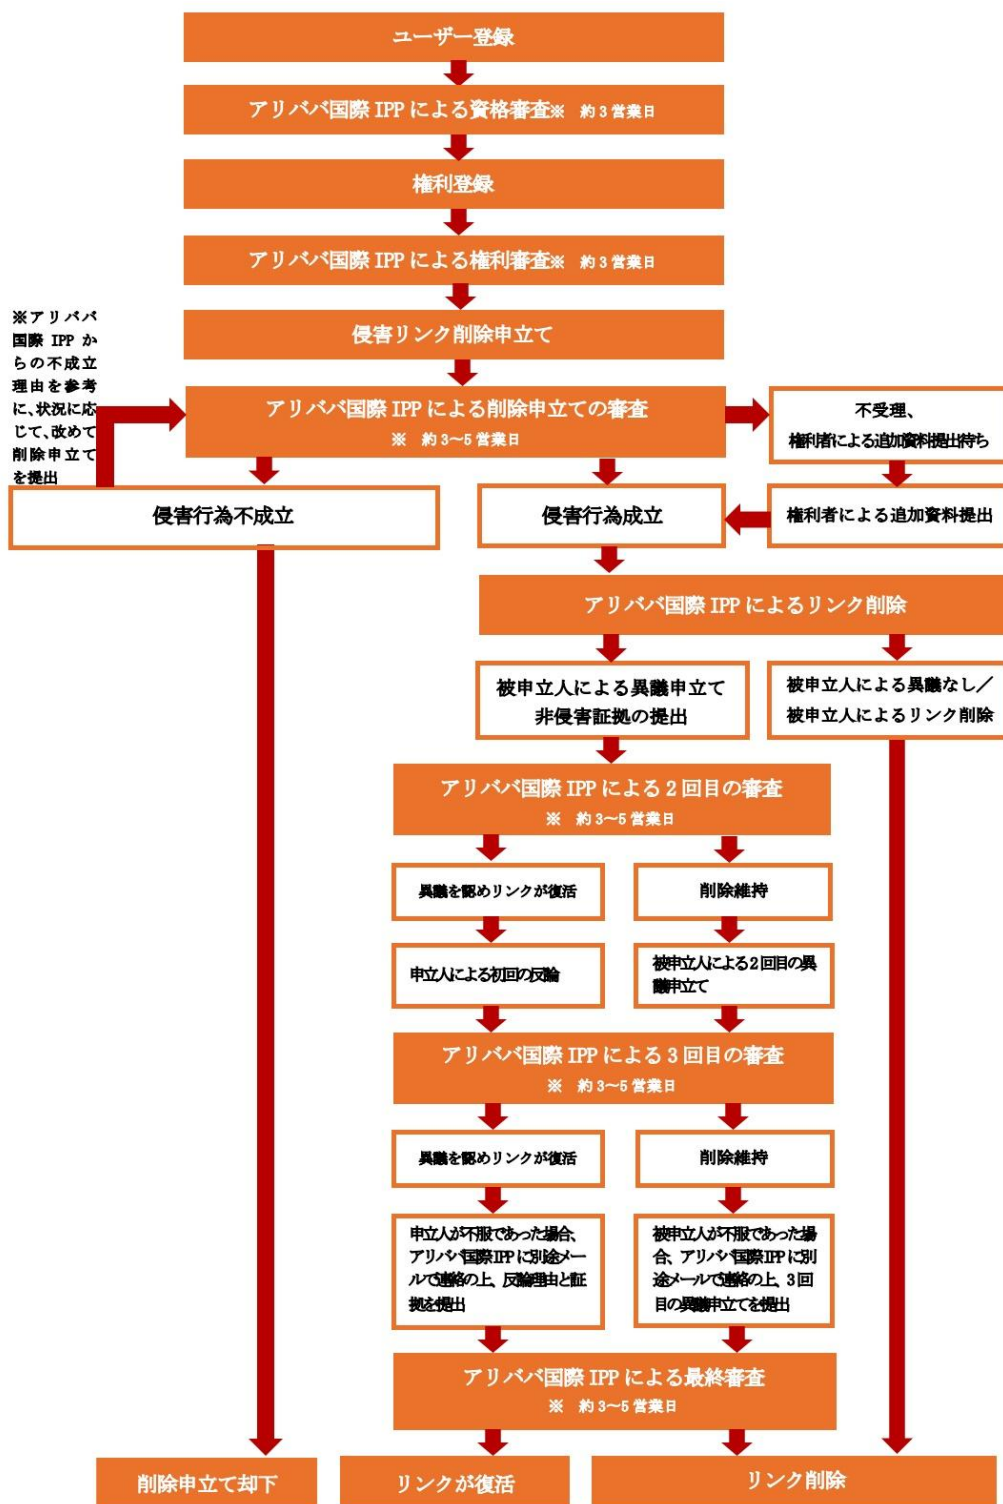 ユーザー登録
アリババ国際 IPP による資格審査※ 約 3 営業日
権利登録
アリババ国際 IPP による権利審査※ 約 3 営業日
侵害リンク削除申立て
※アリババ
国際 IPP か
らの不成立
理由を参考
に、状況に応
じて、改めて
削除申立て
を提出
アリババ国際 IPP による削除申立ての審査
※ 約 3～5 営業日
不受理、
権利者による追加資料提出待ち
侵害行為不成立
侵害行為成立
権利者による追加資料提出
アリババ国際 IPP によるリンク削除
被申立人による異議申立て
非侵害証拠の提出
被申立人による異議なし／
被申立人によるリンク削除
アリババ国際 IPP による 2 回目の審査
※ 約 3～5 営業日
異議を認めリンクが復活
削除維持
申立人による初回の反論
被申立人による2回目の異
議申立て
アリババ国際 IPP による 3 回目の審査
※ 約 3～5 営業日
異議を認めリンクが復活
削除維持
申立人が不服であった場合、
アリババ国際IPPに別途メー
ルで連絡の上、反論理由と証
拠を提出
被申立人が不服であった場
合、アリババ国際IPPに別
途メールで連絡の上、3回
目の異議申立てを提出
アリババ国際 IPP による最終審査
※ 約 3～5 営業日
削除申立て却下
リンクが復活
リンク削除